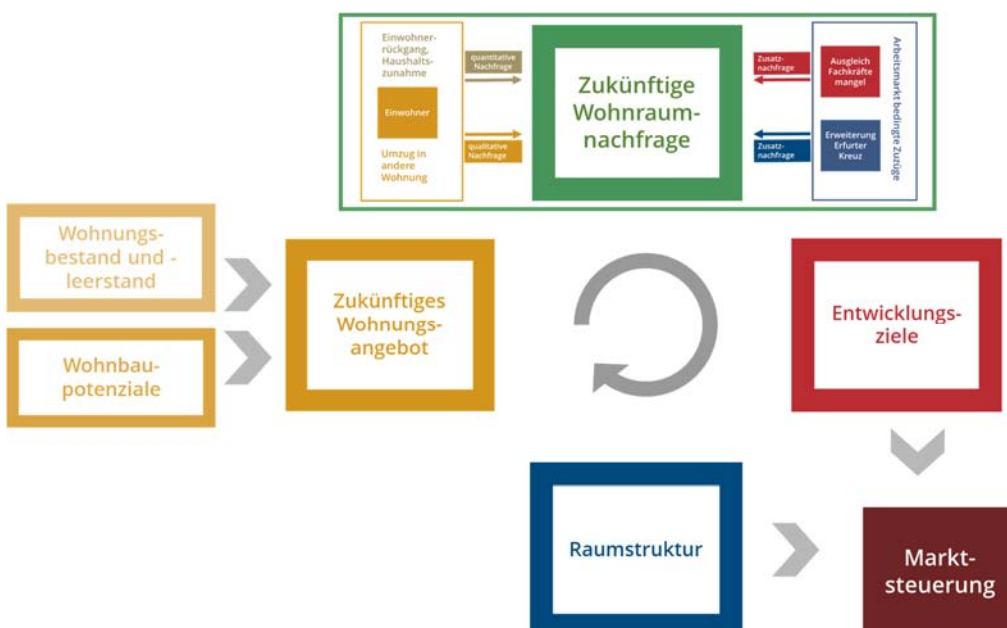 Einwohner-
rückgang,
Haushalts-
zunahme
Einwohner
Umzug in
andere
Wohnung
quantitative
Nachfrage
qualitative
Nachfrage
Zukünftige
Wohnraum-
nachfrage
Zusatz-
nachfrage
Zusatz-
nachfrage
Ausgleich
Fachkräfte
mangel
Erweiterung
Erfurter
Kreuz
Arbeitsmarkt bedingte Zuzüge
Wohnungs-
bestand und -
leerstand
Wohnbau-
potenziale
Zukünftiges
Wohnungs-
angebot
Entwicklungs-
ziele
Raumstruktur
Markt-
steuerung